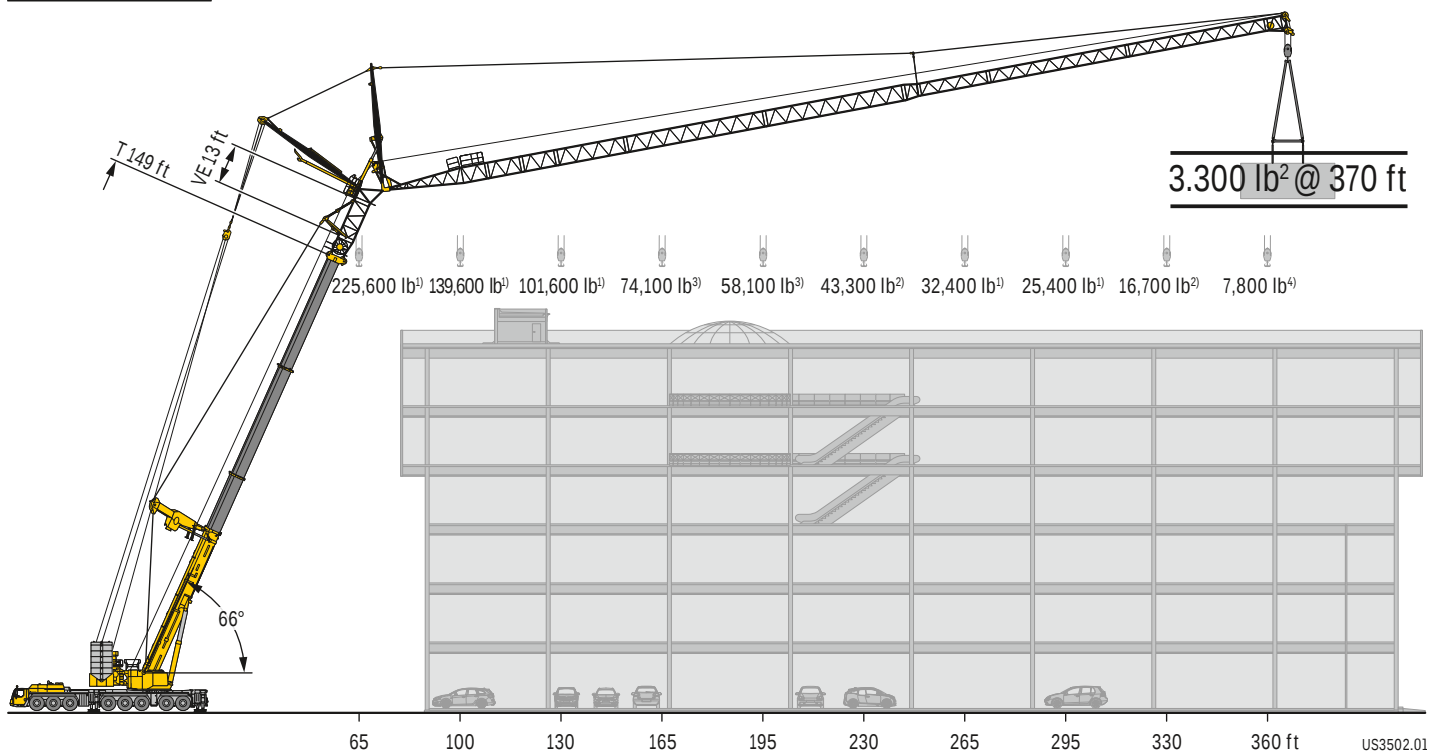 VE 13 ft
T 149 ft
3.300 lb² @ 370 ft
225,600 lb¹⁾ 139,600 lb¹⁾ 101,600 lb¹⁾ 74,100 lb³⁾ 58,100 lb³⁾ 43,300 lb²⁾ 32,400 lb¹⁾ 25,400 lb¹⁾ 16,700 lb²⁾ 7,800 lb⁴⁾
66°
65 100 130 165 195 230 265 295 330 360 ft
US3502.01